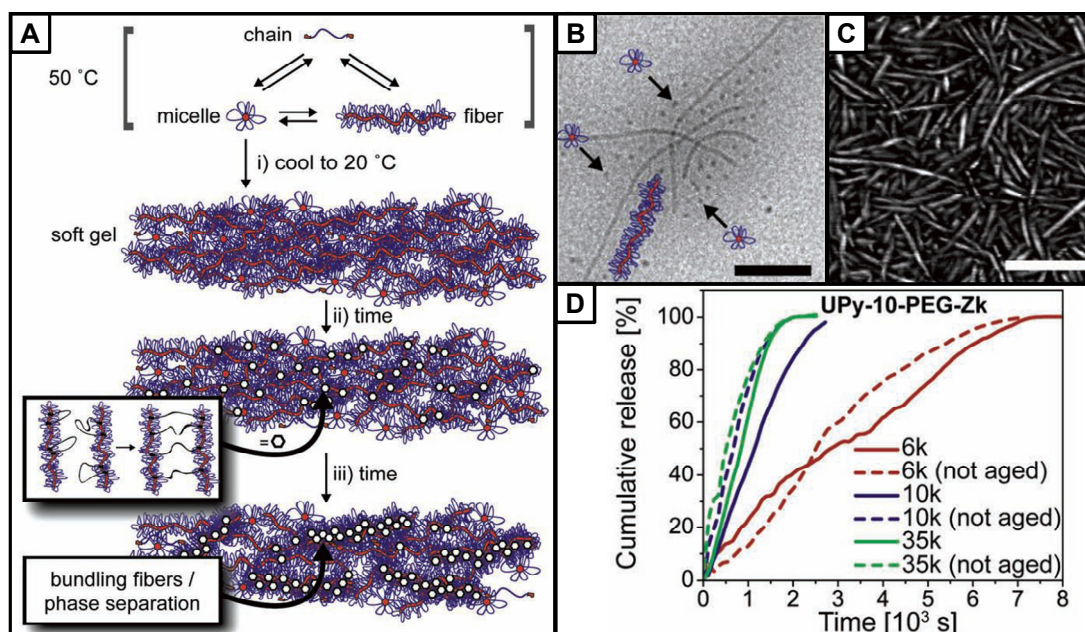 A
chain
50 ˚C
micelle
fiber
i) cool to 20 ˚C
soft gel
ii) time
=
iii) time
bundling fibers /
phase separation
B
C
D
UPy-10-PEG-Zk
Cumulative release [%]
100
80
60
40
20
0
6k
6k (not aged)
10k
10k (not aged)
35k
35k (not aged)
0 1 2 3 4 5 6 7 8
Time [10³ s]